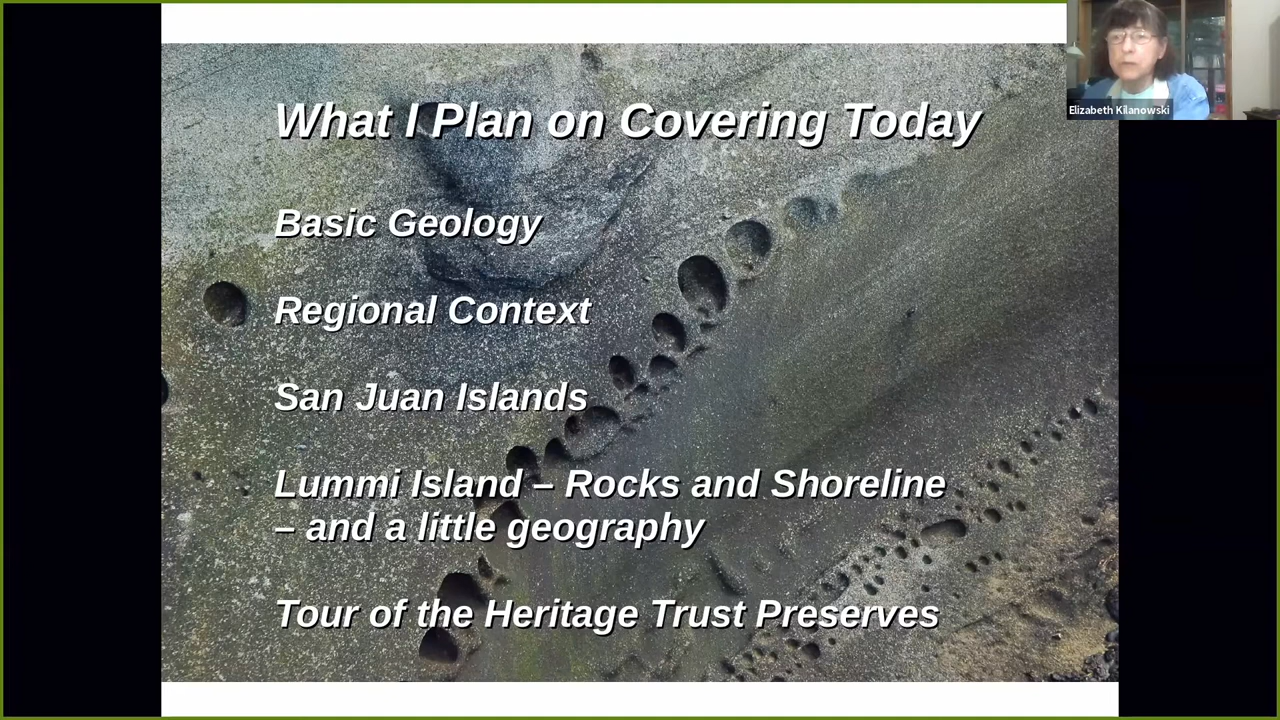 What I Plan on Covering Today
Basic Geology
Regional Context
San Juan Islands
Lummi Island – Rocks and Shoreline
– and a little geography
Tour of the Heritage Trust Preserves
Elizabeth Kilanowski